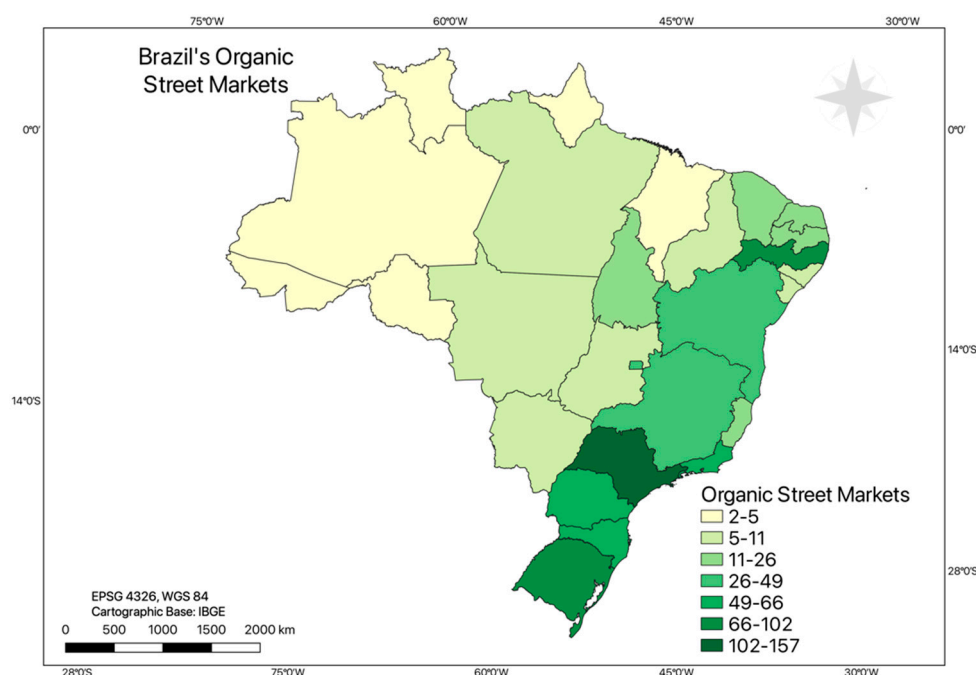 75°0'W 60°0'W 45°0'W 30°0'W
Brazil's Organic
Street Markets
0°0'
0°0'
14°0'S
14°0'S
Organic Street Markets
2-5
5-11
11-26
26-49
49-66
66-102
102-157
28°0'S
EPSG 4326, WGS 84
Cartographic Base: IBGE
0 500 1000 1500 2000 km
28°0'S 75°0'W 60°0'W 45°0'W 30°0'W